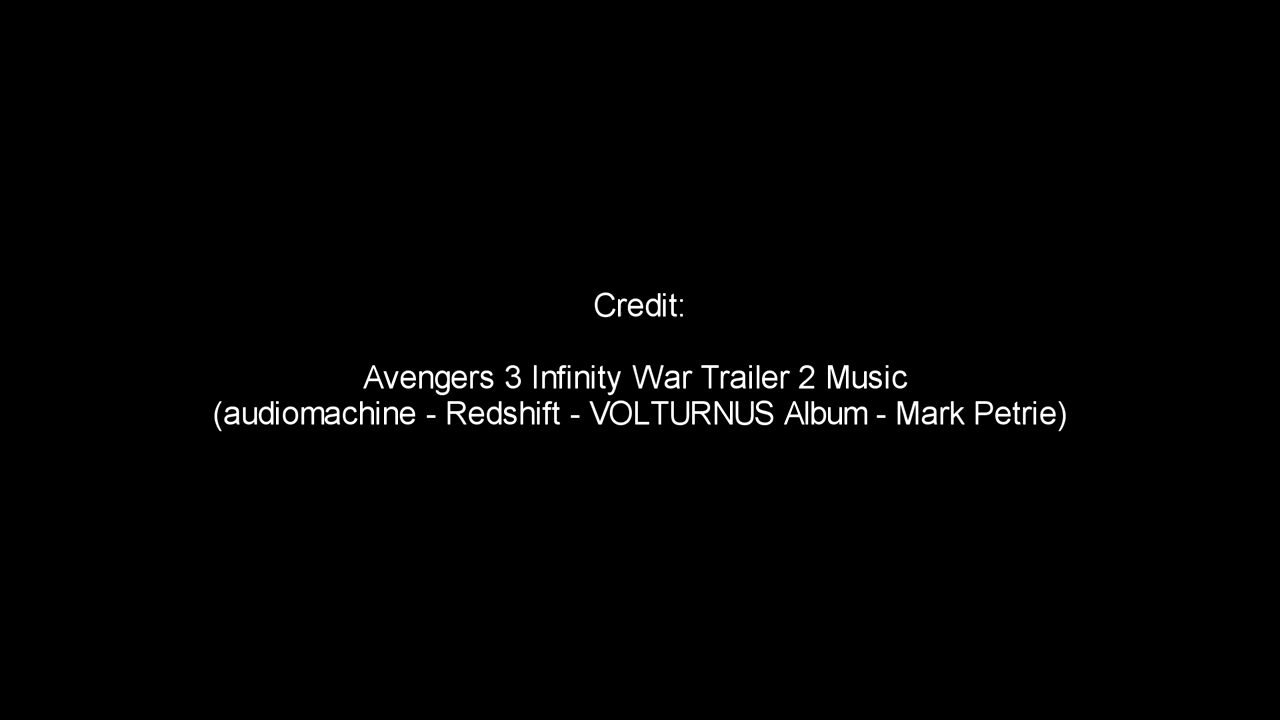 Credit:
Avengers 3 Infinity War Trailer 2 Music
(audiomachine - Redshift - VOLTURNUS Album - Mark Petrie)